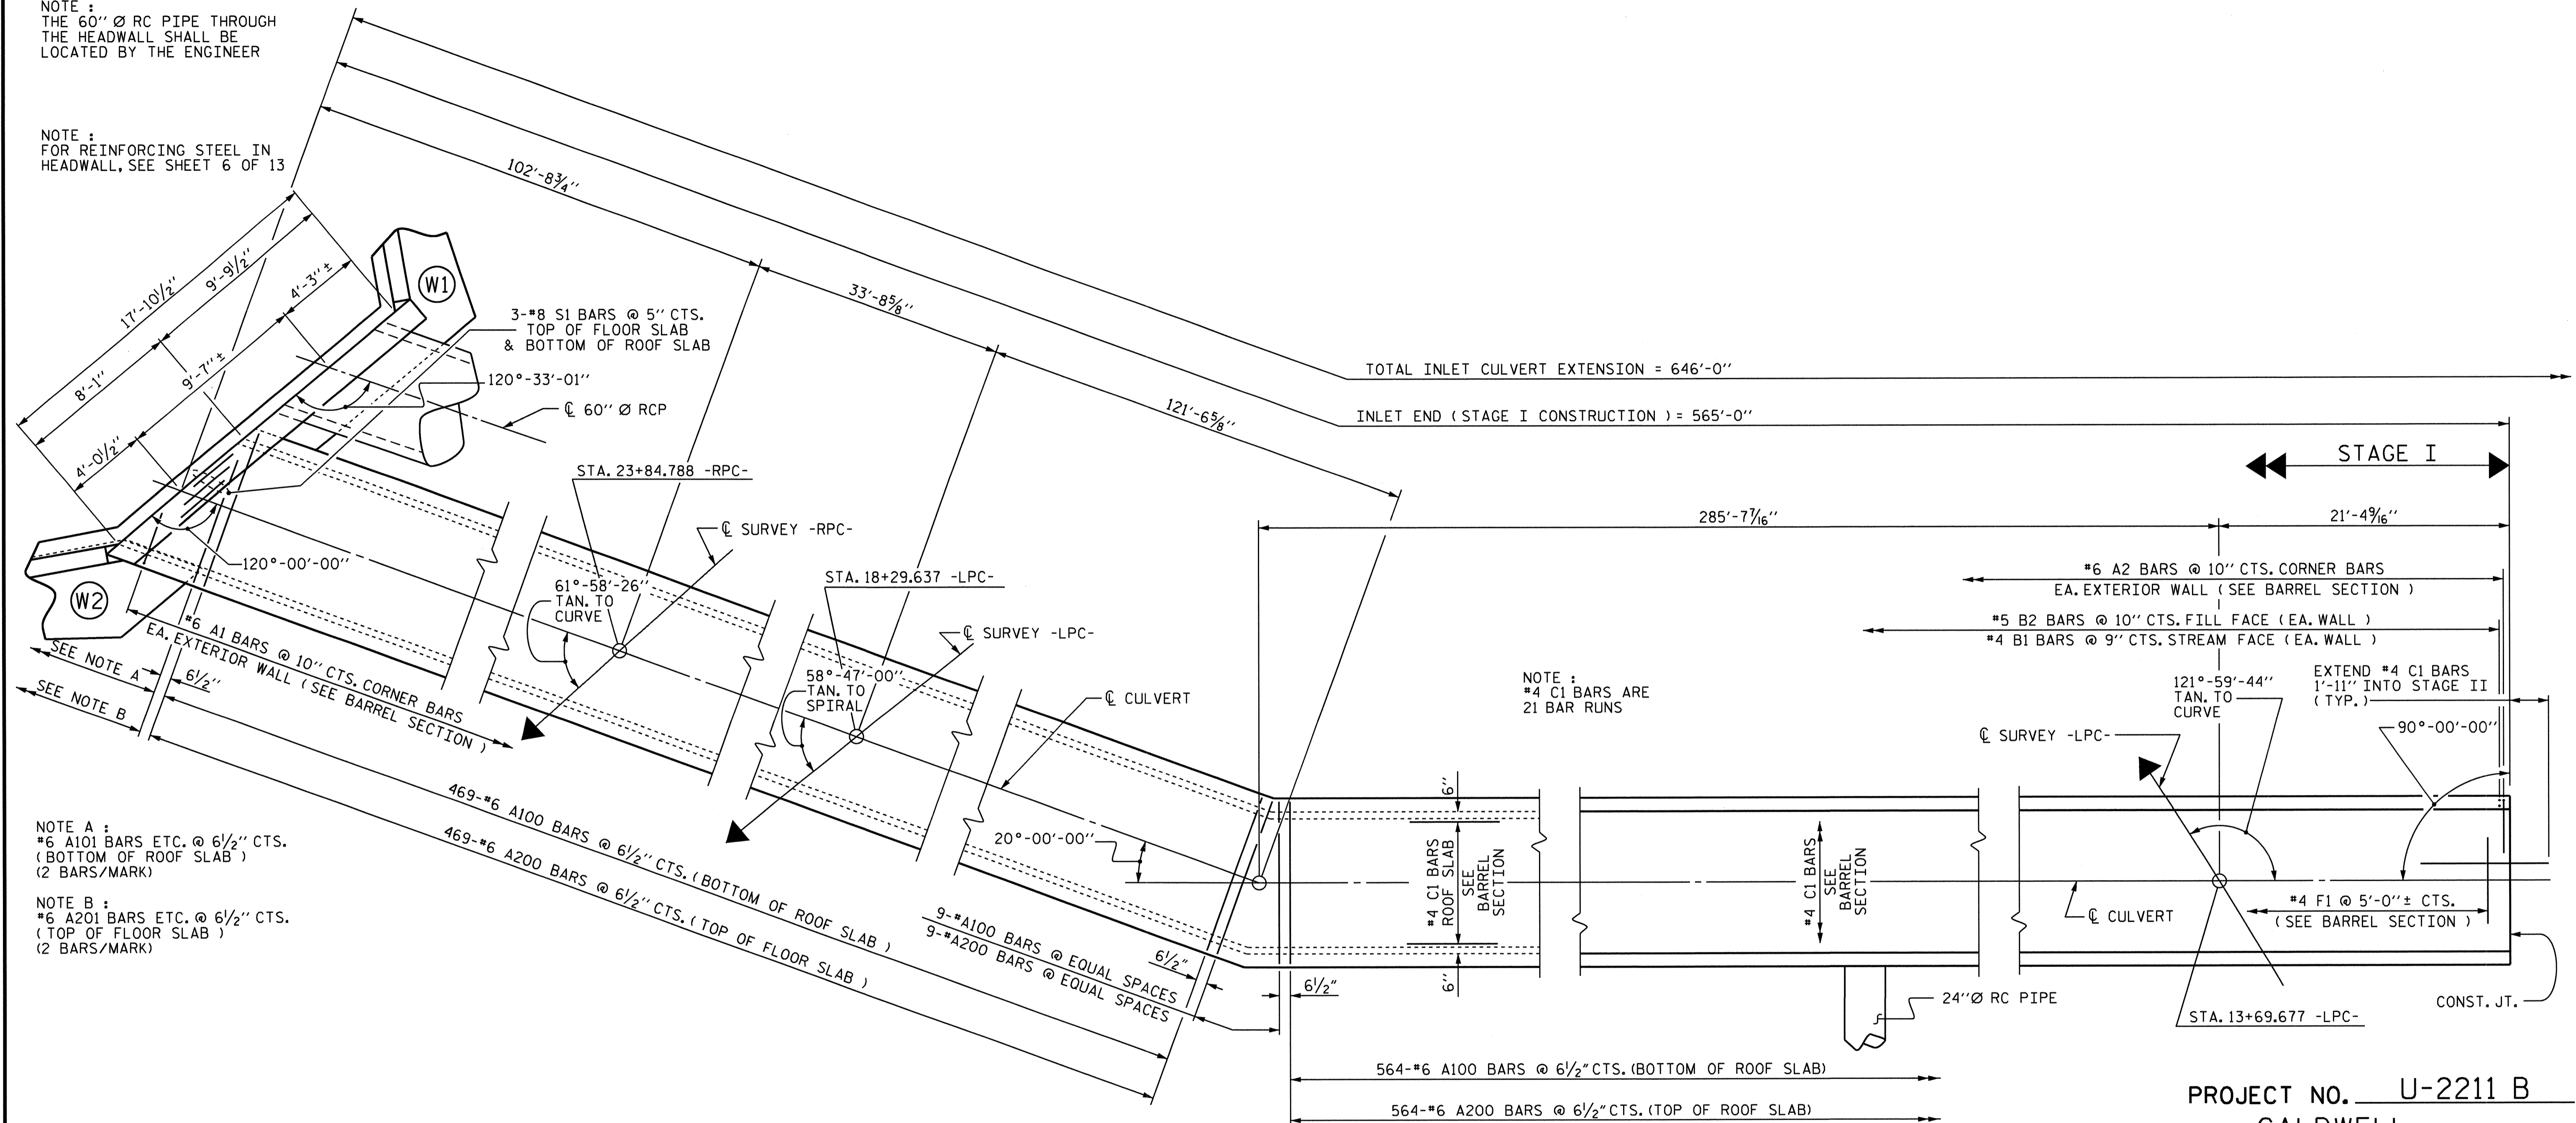 NOTE :
THE 60'' Ø RC PIPE THROUGH
THE HEADWALL SHALL BE
LOCATED BY THE ENGINEER
NOTE :
FOR REINFORCING STEEL IN
HEADWALL, SEE SHEET 6 OF 13
102'-8¾''
33'-8⅝''
121'-6⅝''
TOTAL INLET CULVERT EXTENSION = 646'-0''
INLET END ( STAGE I CONSTRUCTION ) = 565'-0''
STAGE I
17'-10½''
8'-1''
9'-9½''
4'-0½''
9'-7'' ±
4'-3'' ±
W1
W2
3-#8 S1 BARS @ 5'' CTS.
TOP OF FLOOR SLAB
& BOTTOM OF ROOF SLAB
120°-33'-01''
℄ 60'' Ø RCP
120°-00'-00''
STA. 23+84.788 -RPC-
℄ SURVEY -RPC-
61°-58'-26''
TAN. TO
CURVE
STA. 18+29.637 -LPC-
℄ SURVEY -LPC-
58°-47'-00''
TAN. TO
SPIRAL
℄ CULVERT
20°-00'-00''
#6 A1 BARS @ 10'' CTS. CORNER BARS
EA. EXTERIOR WALL ( SEE BARREL SECTION )
SEE NOTE A
6½''
SEE NOTE B
469-#6 A100 BARS @ 6½'' CTS. ( BOTTOM OF ROOF SLAB )
469-#6 A200 BARS @ 6½'' CTS. ( TOP OF FLOOR SLAB )
9-#A100 BARS @ EQUAL SPACES
9-#A200 BARS @ EQUAL SPACES
6½''
6½''
NOTE A :
#6 A101 BARS ETC. @ 6½'' CTS.
( BOTTOM OF ROOF SLAB )
(2 BARS/MARK)
NOTE B :
#6 A201 BARS ETC. @ 6½'' CTS.
( TOP OF FLOOR SLAB )
(2 BARS/MARK)
285'-7⁷⁄₁₆''
21'-4⁹⁄₁₆''
#6 A2 BARS @ 10'' CTS. CORNER BARS
EA. EXTERIOR WALL ( SEE BARREL SECTION )
#5 B2 BARS @ 10'' CTS. FILL FACE ( EA. WALL )
#4 B1 BARS @ 9'' CTS. STREAM FACE ( EA. WALL )
NOTE :
#4 C1 BARS ARE
21 BAR RUNS
121°-59'-44''
TAN. TO
CURVE
EXTEND #4 C1 BARS
1'-11'' INTO STAGE II
( TYP. )
90°-00'-00''
℄ SURVEY -LPC-
6''
#4 C1 BARS
ROOF SLAB
SEE
BARREL
SECTION
6''
#4 C1 BARS
SEE
BARREL
SECTION
℄ CULVERT
#4 F1 @ 5'-0''± CTS.
( SEE BARREL SECTION )
24''Ø RC PIPE
STA. 13+69.677 -LPC-
CONST. JT.
564-#6 A100 BARS @ 6½'' CTS. (BOTTOM OF ROOF SLAB)
564-#6 A200 BARS @ 6½'' CTS. (TOP OF ROOF SLAB)
PROJECT NO. U-2211 B
CALDWELL